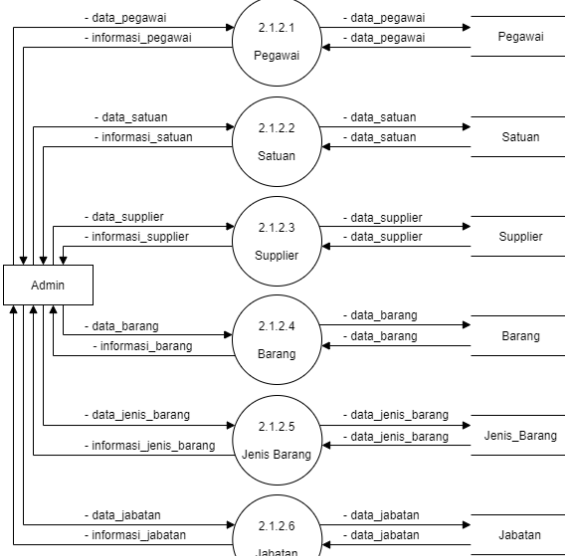 - data_pegawai
- informasi_pegawai
2.1.2.1
Pegawai
- data_pegawai
- data_pegawai
Pegawai
- data_satuan
- informasi_satuan
2.1.2.2
Satuan
- data_satuan
- data_satuan
Satuan
- data_supplier
- informasi_supplier
2.1.2.3
Supplier
- data_supplier
- data_supplier
Supplier
Admin
- data_barang
- informasi_barang
2.1.2.4
Barang
- data_barang
- data_barang
Barang
- data_jenis_barang
- informasi_jenis_barang
2.1.2.5
Jenis Barang
- data_jenis_barang
- data_jenis_barang
Jenis_Barang
- data_jabatan
- informasi_jabatan
2.1.2.6
Jabatan
- data_jabatan
- data_jabatan
Jabatan